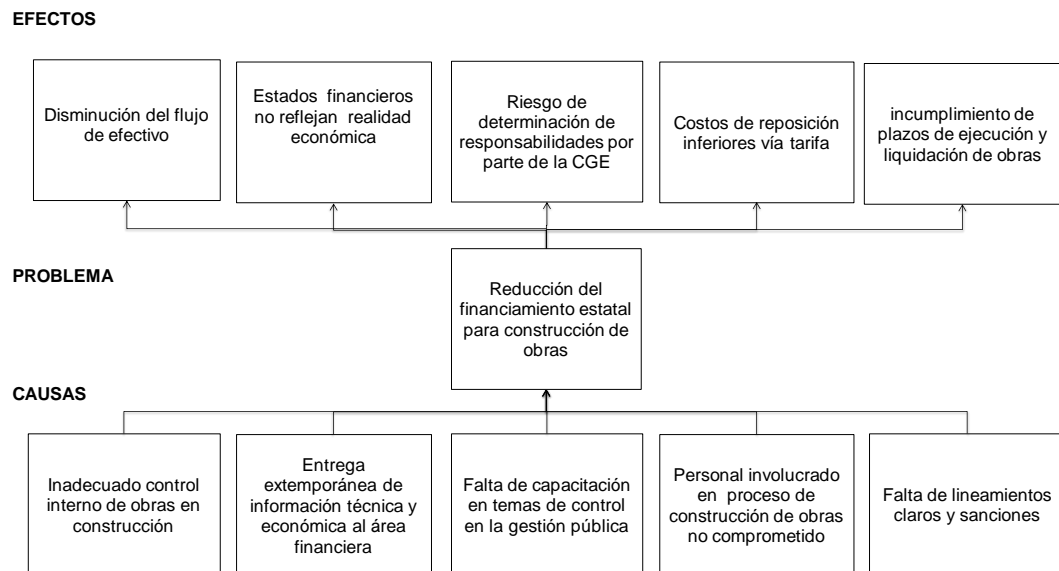 EFECTOS
Disminución del flujo
de efectivo
Estados financieros
no reflejan realidad
económica
Riesgo de
determinación de
responsabilidades por
parte de la CGE
Costos de reposición
inferiores vía tarifa
incumplimiento de
plazos de ejecución y
liquidación de obras
PROBLEMA
Reducción del
financiamiento estatal
para construcción de
obras
CAUSAS
Inadecuado control
interno de obras en
construcción
Entrega
extemporánea de
información técnica y
económica al área
financiera
Falta de capacitación
en temas de control
en la gestión pública
Personal involucrado
en proceso de
construcción de obras
no comprometido
Falta de lineamientos
claros y sanciones